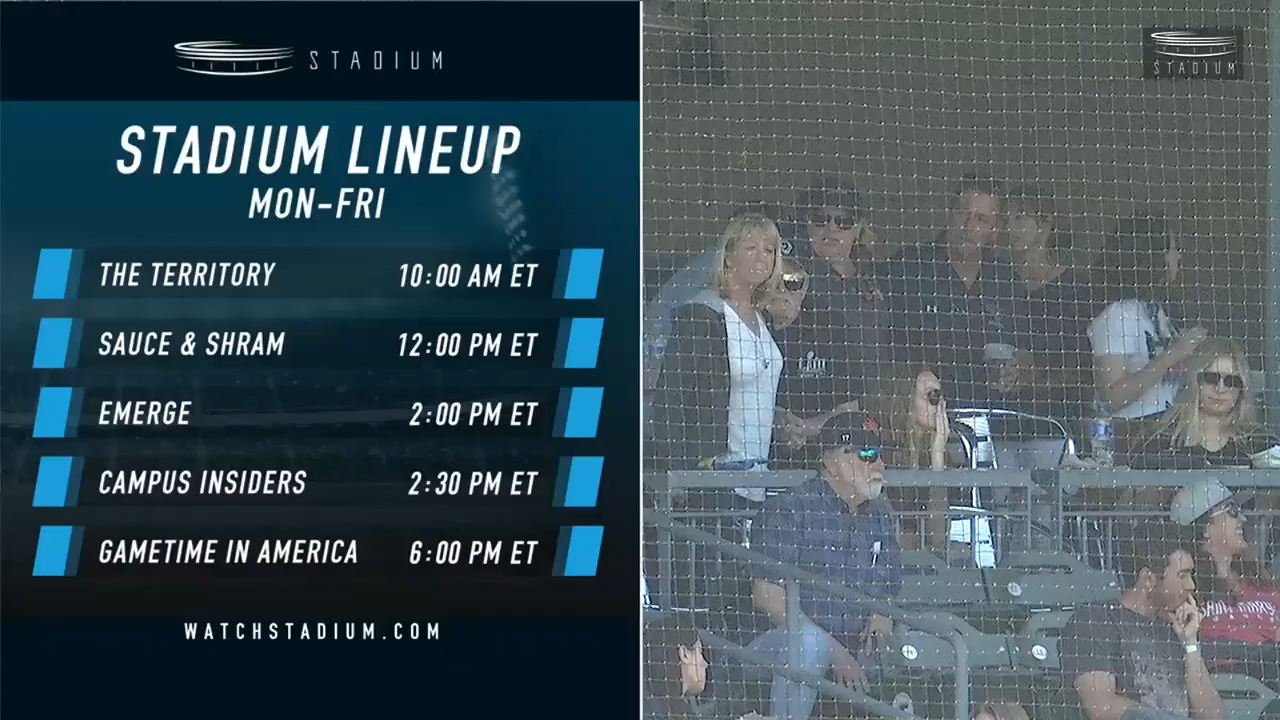 STADIUM
STADIUM LINEUP
MON-FRI
THE TERRITORY 10:00 AM ET
SAUCE & SHRAM 12:00 PM ET
EMERGE 2:00 PM ET
CAMPUS INSIDERS 2:30 PM ET
GAMETIME IN AMERICA 6:00 PM ET
WATCHSTADIUM.COM
STADIUM
LIII
17